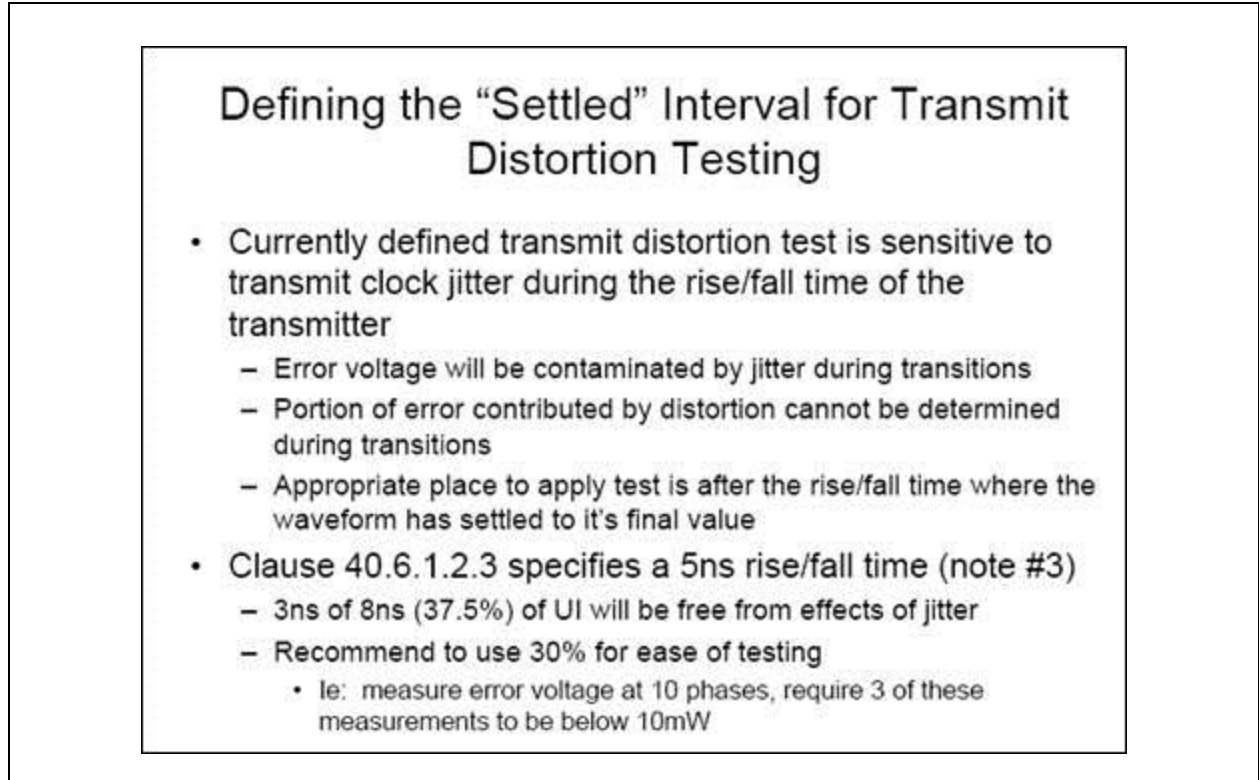 Defining the “Settled” Interval for Transmit
Distortion Testing
• Currently defined transmit distortion test is sensitive to
transmit clock jitter during the rise/fall time of the
transmitter
– Error voltage will be contaminated by jitter during transitions
– Portion of error contributed by distortion cannot be determined
during transitions
– Appropriate place to apply test is after the rise/fall time where the
waveform has settled to it's final value
• Clause 40.6.1.2.3 specifies a 5ns rise/fall time (note #3)
– 3ns of 8ns (37.5%) of UI will be free from effects of jitter
– Recommend to use 30% for ease of testing
• Ie: measure error voltage at 10 phases, require 3 of these
measurements to be below 10mW